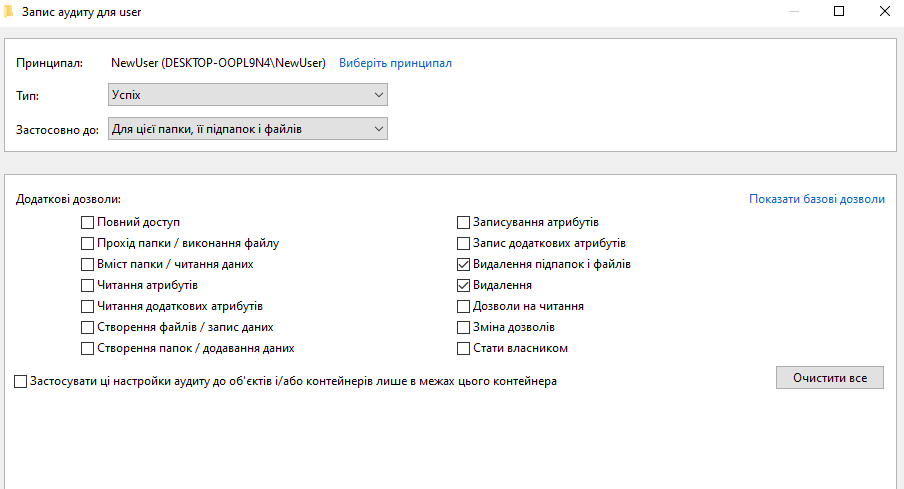 Запис аудиту для user
Принципал: NewUser (DESKTOP-OOPL9N4\NewUser) Виберіть принципал
Тип: Успіх
Застосовно до: Для цієї папки, її підпапок і файлів
Додаткові дозволи: Показати базові дозволи
Повний доступ Записування атрибутів
Прохід папки / виконання файлу Запис додаткових атрибутів
Вміст папки / читання даних Видалення підпапок і файлів
Читання атрибутів Видалення
Читання додаткових атрибутів Дозволи на читання
Створення файлів / запис даних Зміна дозволів
Створення папок / додавання даних Стати власником
Застосувати ці настройки аудиту до об'єктів і/або контейнерів лише в межах цього контейнера Очистити все